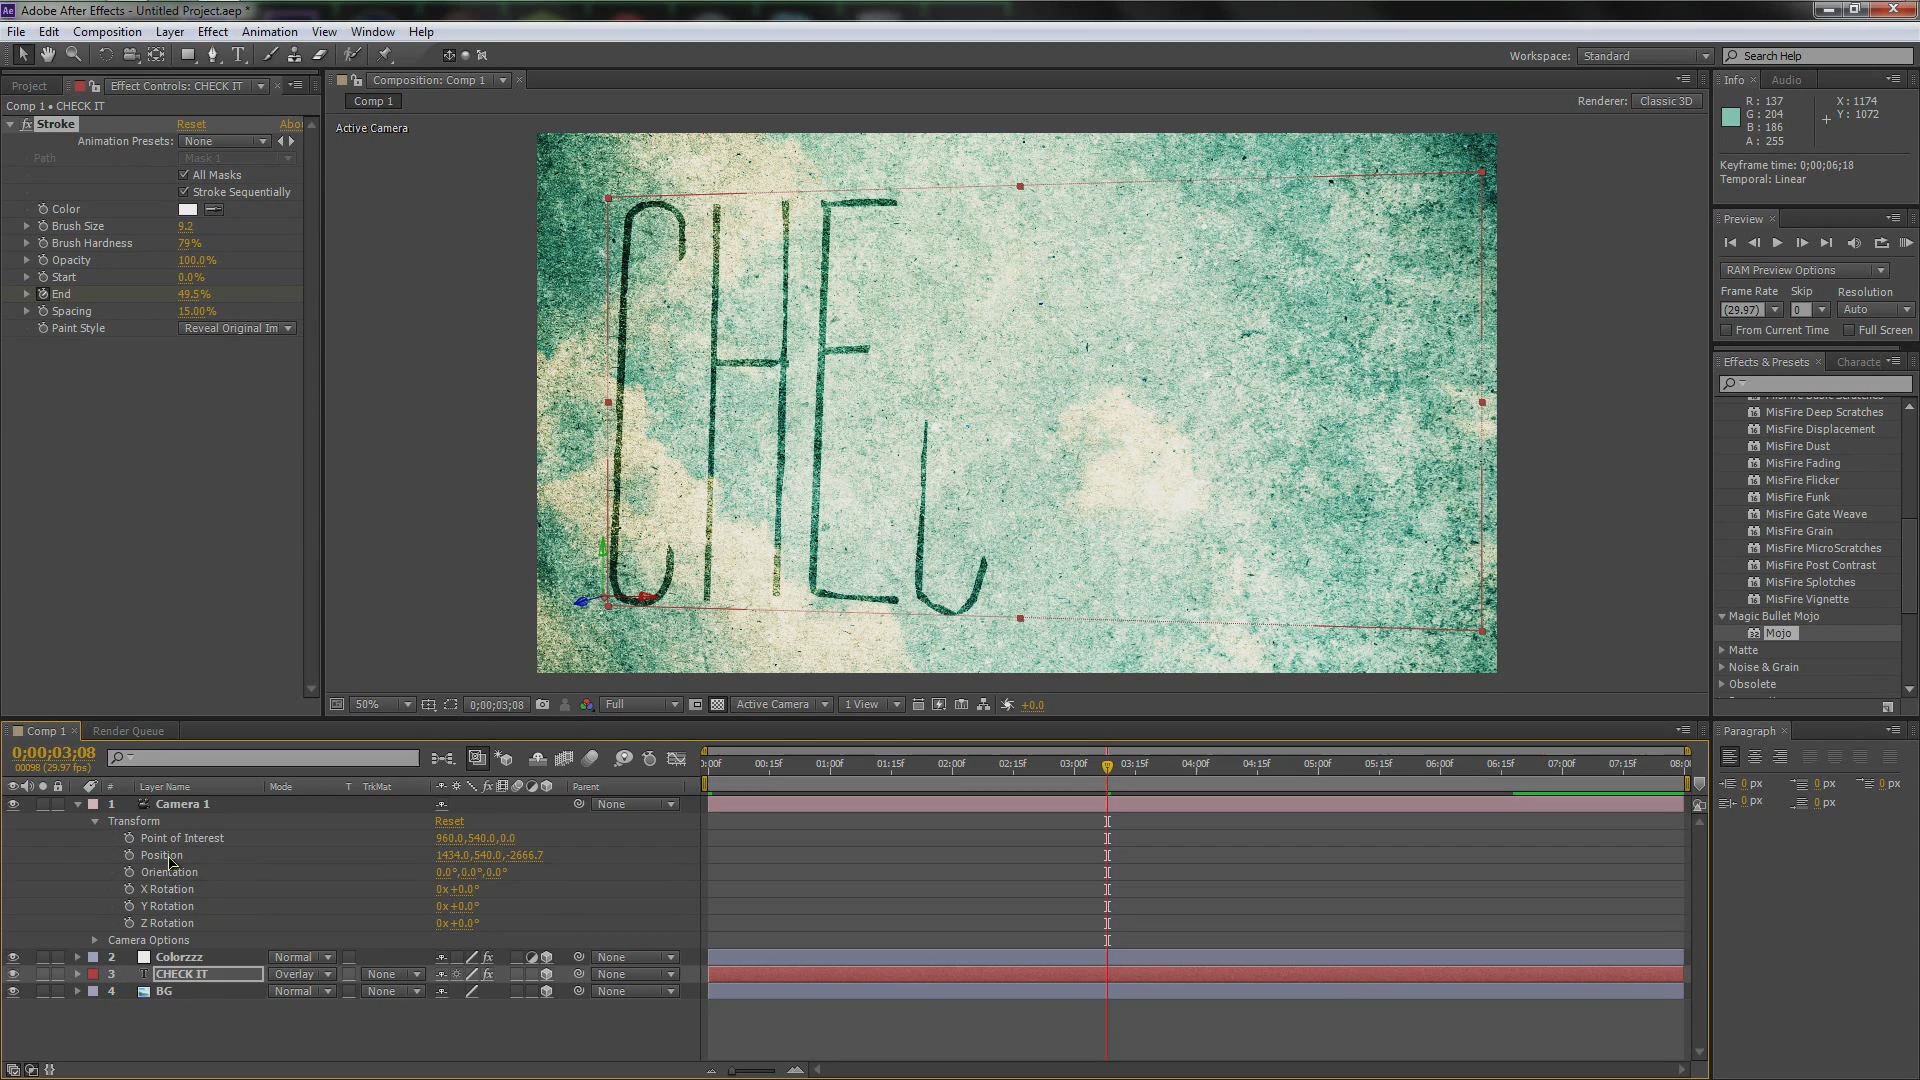 Ae Adobe After Effects - Untitled Project.aep *
File Edit Composition Layer Effect Animation View Window Help
Workspace: Standard Search Help
Project Effect Controls: CHECK IT
Comp 1 • CHECK IT
fx Stroke Reset Abo
Animation Presets: None
Path Mask 1
All Masks
Stroke Sequentially
Color
Brush Size 9.2
Brush Hardness 79%
Opacity 100.0%
Start 0.0%
End 49.5%
Spacing 15.00%
Paint Style Reveal Original Im
Composition: Comp 1
Comp 1
Renderer: Classic 3D
Active Camera
CHE
50% 0;00;03;08 Full Active Camera 1 View +0.0
Info Audio
R: 137 X: 1174
G: 204 Y: 1072
B: 186
A: 255
Keyframe time: 0;00;06;18
Temporal: Linear
Preview
RAM Preview Options
Frame Rate Skip Resolution
(29.97) 0 Auto
From Current Time Full Screen
Effects & Presets Characte
MisFire Deep Scratches
MisFire Displacement
MisFire Dust
MisFire Fading
MisFire Flicker
MisFire Funk
MisFire Gate Weave
MisFire Grain
MisFire MicroScratches
MisFire Post Contrast
MisFire Splotches
MisFire Vignette
Magic Bullet Mojo
Mojo
Matte
Noise & Grain
Obsolete
Comp 1 Render Queue
0;00;03;08
00098 (29.97 fps)
:00f 00:15f 01:00f 01:15f 02:00f 02:15f 03:00f 03:15f 04:00f 04:15f 05:00f 05:15f 06:00f 06:15f 07:00f 07:15f 08:0
# Layer Name Mode T TrkMat Parent
1 Camera 1 None
Transform Reset
Point of Interest 960.0,540.0,0.0
Position 1434.0,540.0,-2666.7
Orientation 0.0°,0.0°,0.0°
X Rotation 0x+0.0°
Y Rotation 0x+0.0°
Z Rotation 0x+0.0°
Camera Options
2 Colorzzz Normal None
3 T CHECK IT Overlay None None
4 BG Normal None None
Paragraph
0 px 0 px 0 px
0 px 0 px